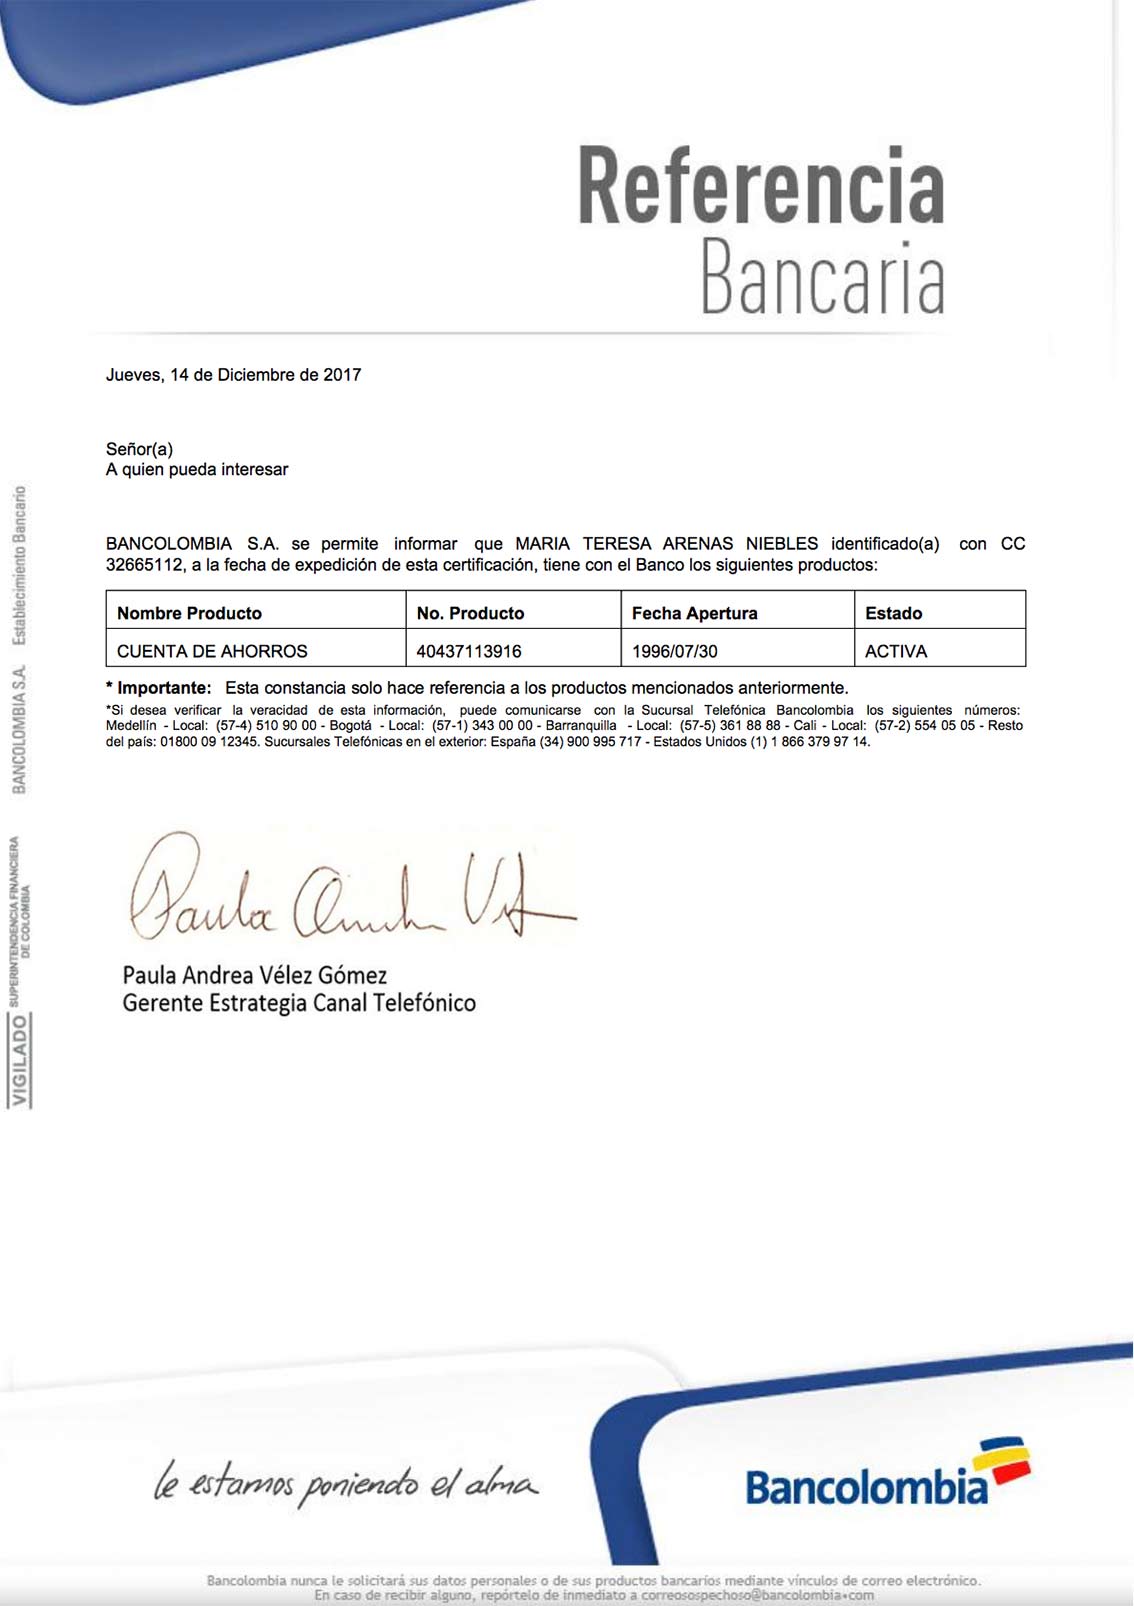 Referencia
Bancaria
Jueves, 14 de Diciembre de 2017
Señor(a)
A quien pueda interesar
BANCOLOMBIA S.A. se permite informar que MARIA TERESA ARENAS NIEBLES identificado(a) con CC
32665112, a la fecha de expedición de esta certificación, tiene con el Banco los siguientes productos:
Nombre Producto No. Producto Fecha Apertura Estado
CUENTA DE AHORROS 40437113916 1996/07/30 ACTIVA
* Importante: Esta constancia solo hace referencia a los productos mencionados anteriormente.
*Si desea verificar la veracidad de esta información, puede comunicarse con la Sucursal Telefónica Bancolombia los siguientes números:
Medellín - Local: (57-4) 510 90 00 - Bogotá - Local: (57-1) 343 00 00 - Barranquilla - Local: (57-5) 361 88 88 - Cali - Local: (57-2) 554 05 05 - Resto
del país: 01800 09 12345. Sucursales Telefónicas en el exterior: España (34) 900 995 717 - Estados Unidos (1) 1 866 379 97 14.
Paula
Paula Andrea Vélez Gómez
Gerente Estrategia Canal Telefónico
VIGILADO SUPERINTENDENCIA FINANCIERA
DE COLOMBIA
BANCOLOMBIA S.A. Establecimiento Bancario
le estamos poniendo el alma
Bancolombia
Bancolombia nunca le solicitará sus datos personales o de sus productos bancarios mediante vínculos de correo electrónico.
En caso de recibir alguno, repórtelo de inmediato a correosospechoso@bancolombia•com